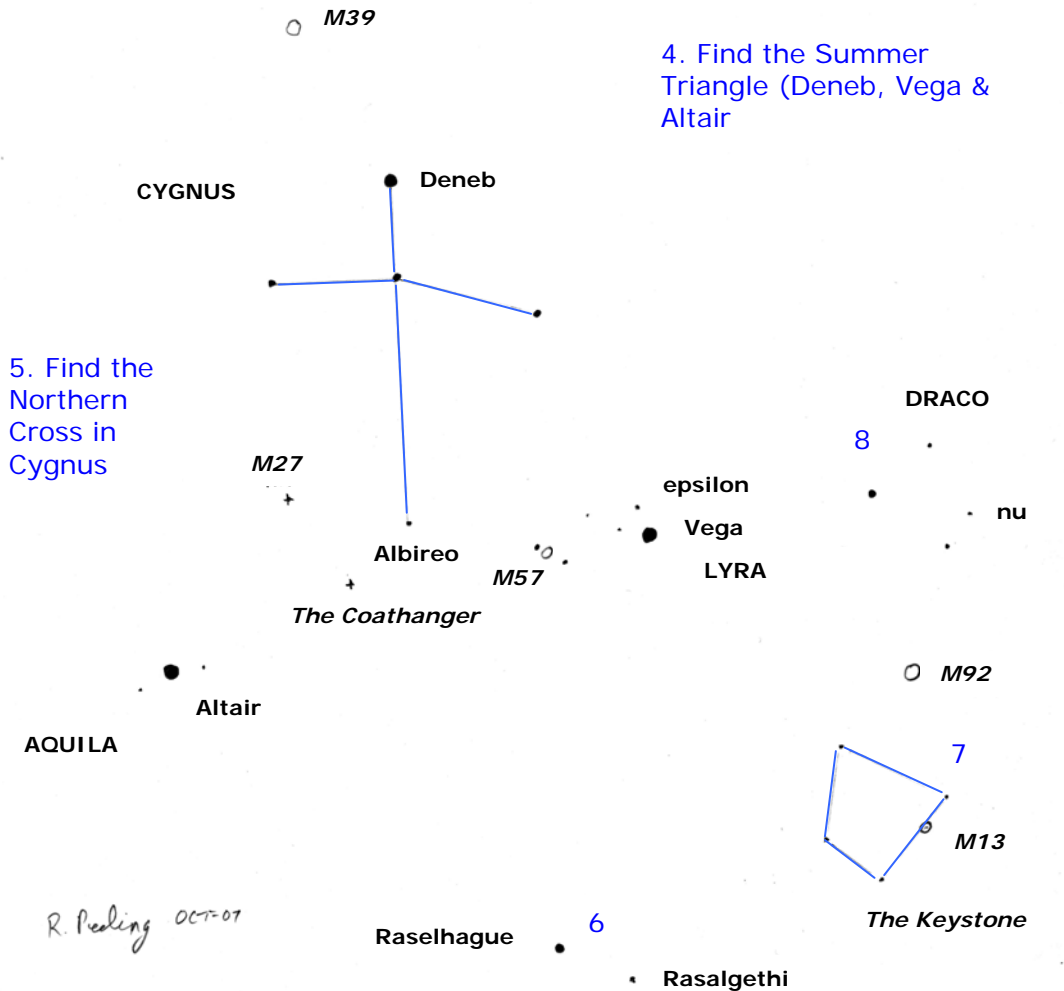 M39
4. Find the Summer
Triangle (Deneb, Vega &
Altair
CYGNUS
Deneb
5. Find the
Northern
Cross in
Cygnus
DRACO
8
M27
epsilon
nu
Vega
Albireo
M57
LYRA
The Coathanger
M92
Altair
AQUILA
7
M13
R. Peeling OCT-07
The Keystone
6
Raselhague
Rasalgethi